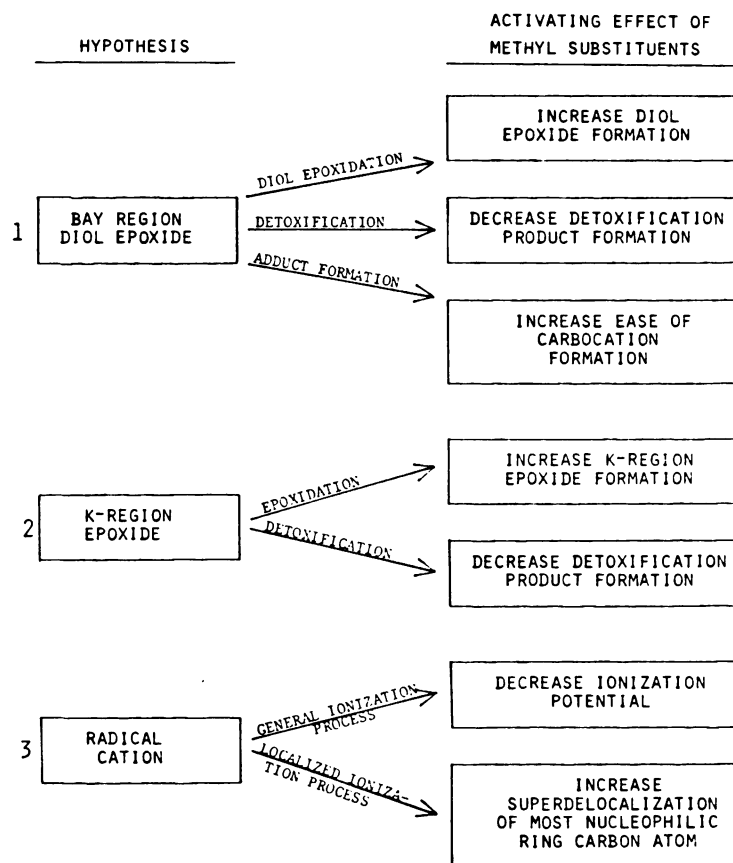 HYPOTHESIS
ACTIVATING EFFECT OF
METHYL SUBSTITUENTS
1
BAY REGION
DIOL EPOXIDE
DIOL EPOXIDATION
INCREASE DIOL
EPOXIDE FORMATION
DETOXIFICATION
DECREASE DETOXIFICATION
PRODUCT FORMATION
ADDUCT FORMATION
INCREASE EASE OF
CARBOCATION
FORMATION
2
K-REGION
EPOXIDE
EPOXIDATION
INCREASE K-REGION
EPOXIDE FORMATION
DETOXIFICATION
DECREASE DETOXIFICATION
PRODUCT FORMATION
3
RADICAL
CATION
GENERAL IONIZATION
PROCESS
DECREASE IONIZATION
POTENTIAL
LOCALIZED IONIZA-
TION PROCESS
INCREASE
SUPERDELOCALIZATION
OF MOST NUCLEOPHILIC
RING CARBON ATOM